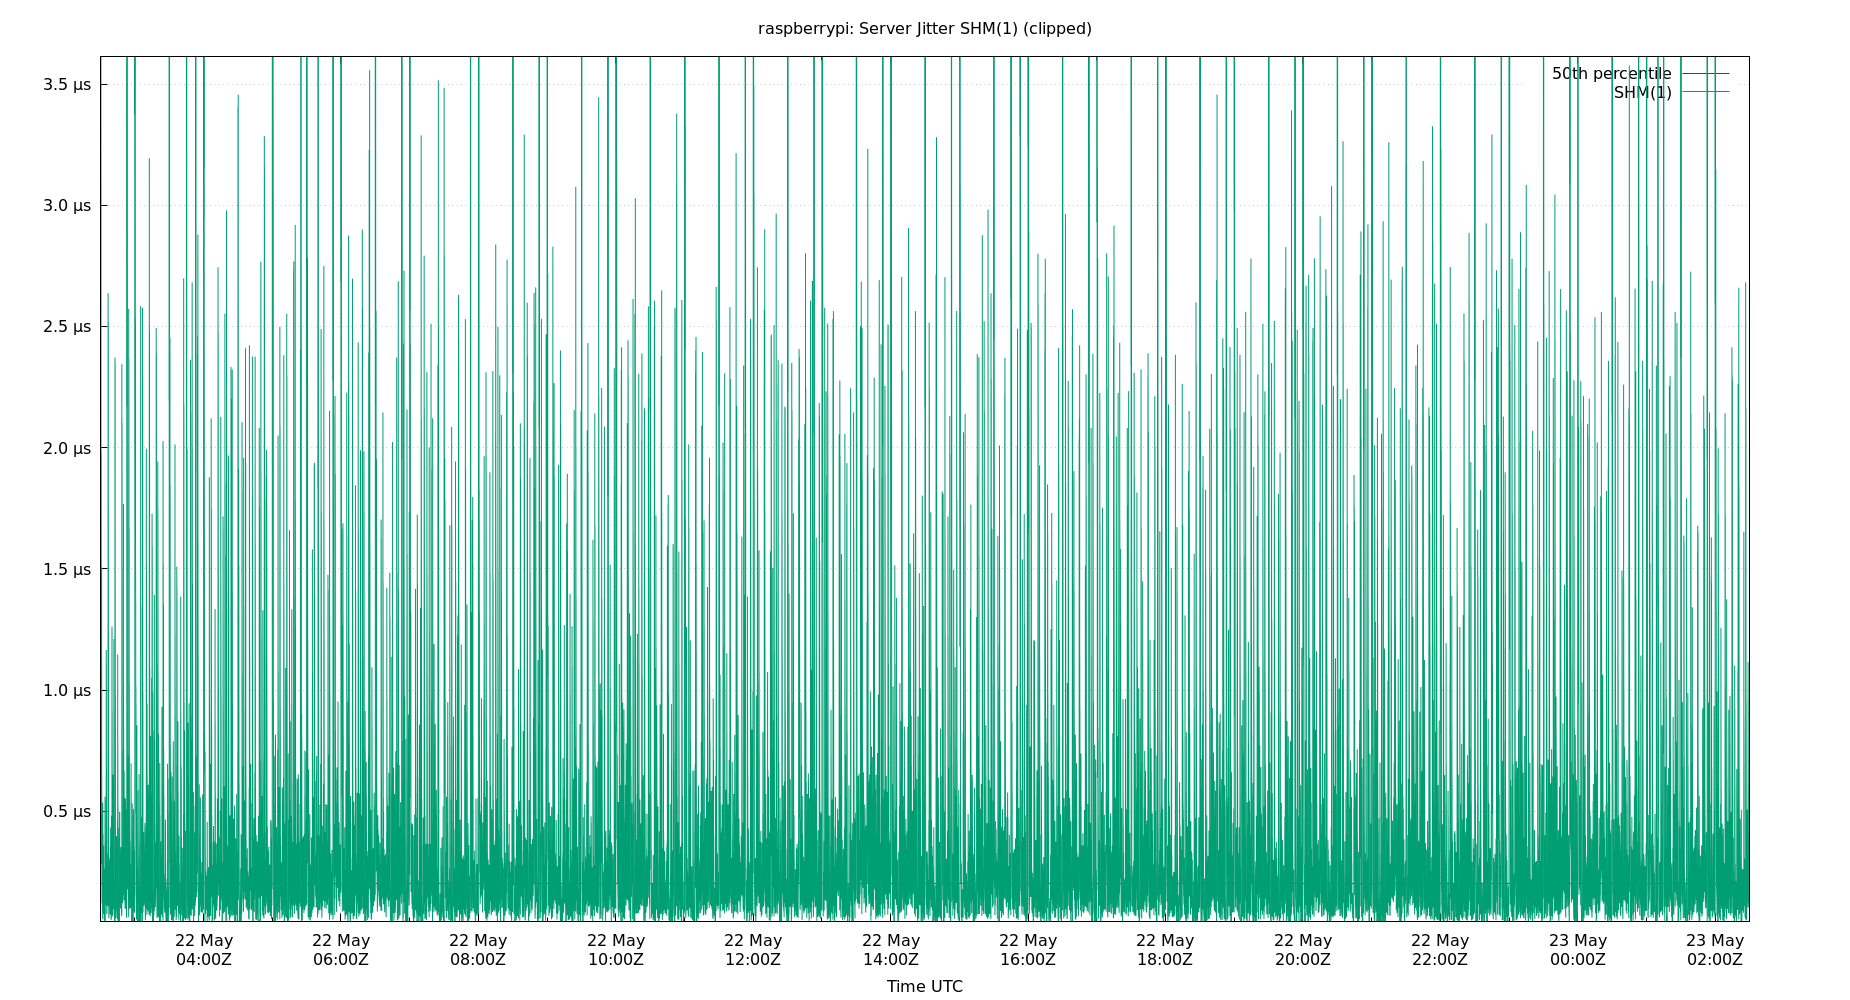 raspberrypi: Server Jitter SHM(1) (clipped)
50th percentile
SHM(1)
3.5 µs
3.0 µs
2.5 µs
2.0 µs
1.5 µs
1.0 µs
0.5 µs
22 May 22 May 22 May 22 May 22 May 22 May 22 May 22 May 22 May 22 May 23 May 23 May
04:00Z 06:00Z 08:00Z 10:00Z 12:00Z 14:00Z 16:00Z 18:00Z 20:00Z 22:00Z 00:00Z 02:00Z
Time UTC